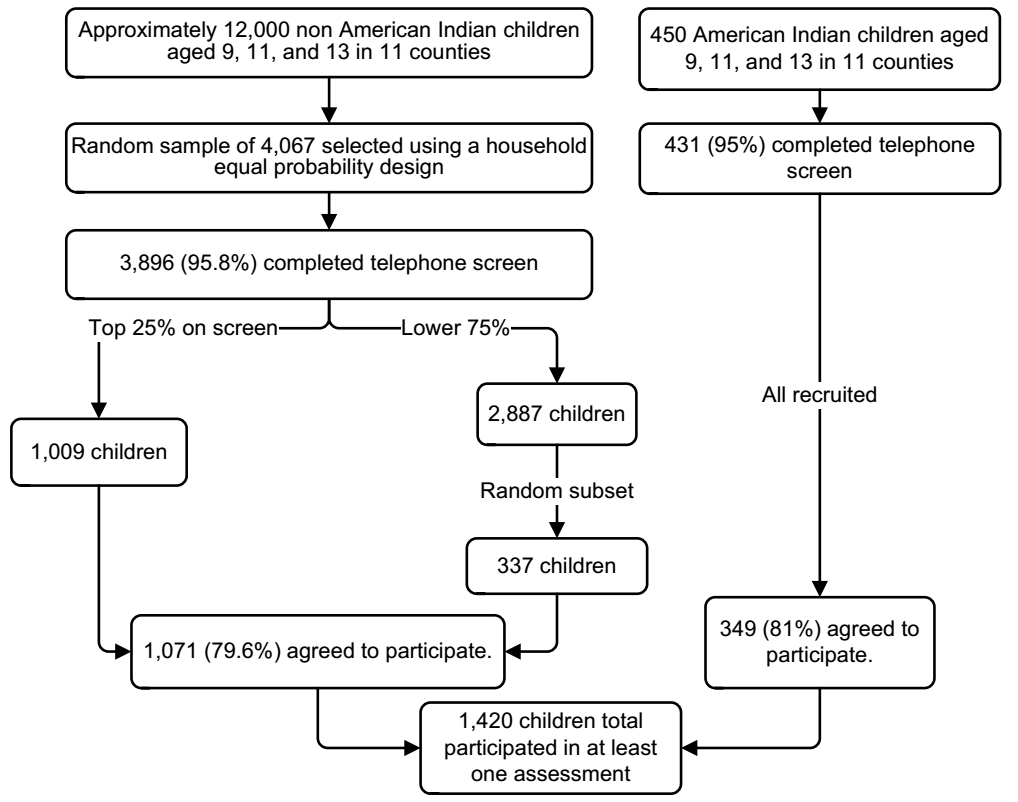 Approximately 12,000 non American Indian children
aged 9, 11, and 13 in 11 counties
450 American Indian children aged
9, 11, and 13 in 11 counties
Random sample of 4,067 selected using a household
equal probability design
431 (95%) completed telephone
screen
3,896 (95.8%) completed telephone screen
Top 25% on screen
Lower 75%
2,887 children
All recruited
1,009 children
Random subset
337 children
1,071 (79.6%) agreed to participate.
349 (81%) agreed to
participate.
1,420 children total
participated in at least
one assessment